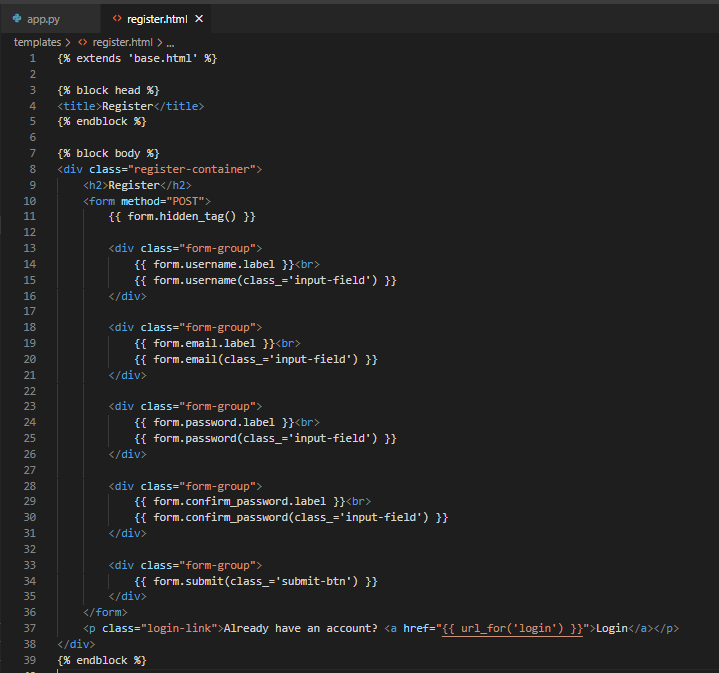 app.py register.html
templates > register.html > ...
1 {% extends 'base.html' %}
2
3 {% block head %}
4 <title>Register</title>
5 {% endblock %}
6
7 {% block body %}
8 <div class="register-container">
9 <h2>Register</h2>
10 <form method="POST">
11 {{ form.hidden_tag() }}
12
13 <div class="form-group">
14 {{ form.username.label }}<br>
15 {{ form.username(class_='input-field') }}
16 </div>
17
18 <div class="form-group">
19 {{ form.email.label }}<br>
20 {{ form.email(class_='input-field') }}
21 </div>
22
23 <div class="form-group">
24 {{ form.password.label }}<br>
25 {{ form.password(class_='input-field') }}
26 </div>
27
28 <div class="form-group">
29 {{ form.confirm_password.label }}<br>
30 {{ form.confirm_password(class_='input-field') }}
31 </div>
32
33 <div class="form-group">
34 {{ form.submit(class_='submit-btn') }}
35 </div>
36 </form>
37 <p class="login-link">Already have an account? <a href="{{ url_for('login') }}">Login</a></p>
38 </div>
39 {% endblock %}